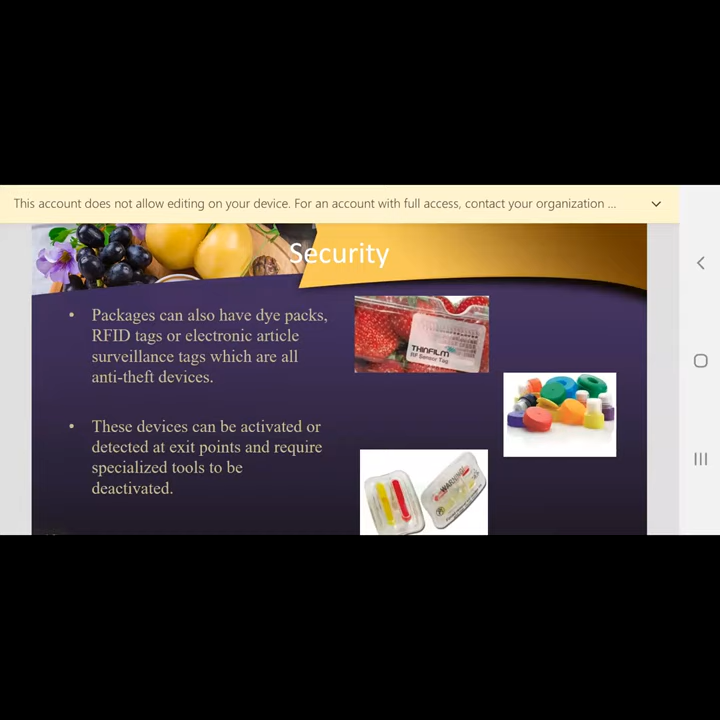 This account does not allow editing on your device. For an account with full access, contact your organization ...
Security
• Packages can also have dye packs,
RFID tags or electronic article
surveillance tags which are all
anti-theft devices.
• These devices can be activated or
detected at exit points and require
specialized tools to be
deactivated.
THINFILM
RF Sensor Tag
WARNING